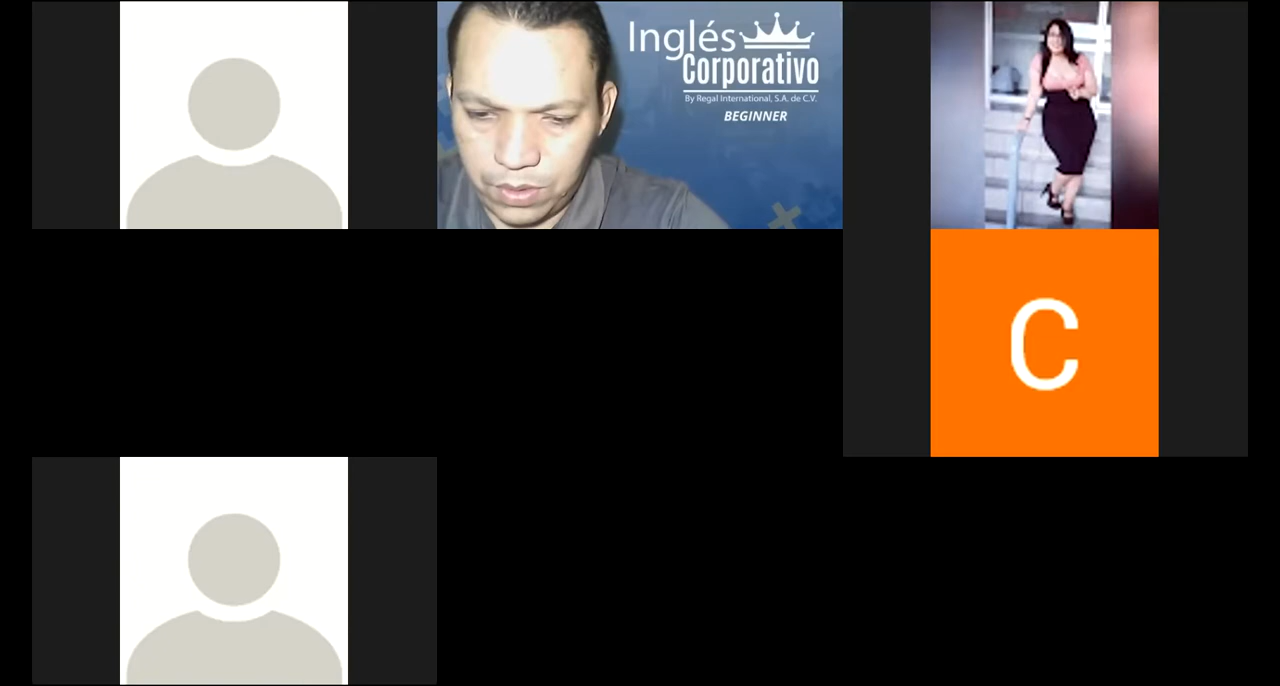 Inglés
Corporativo
By Regal International, S.A. de C.V.
BEGINNER
C